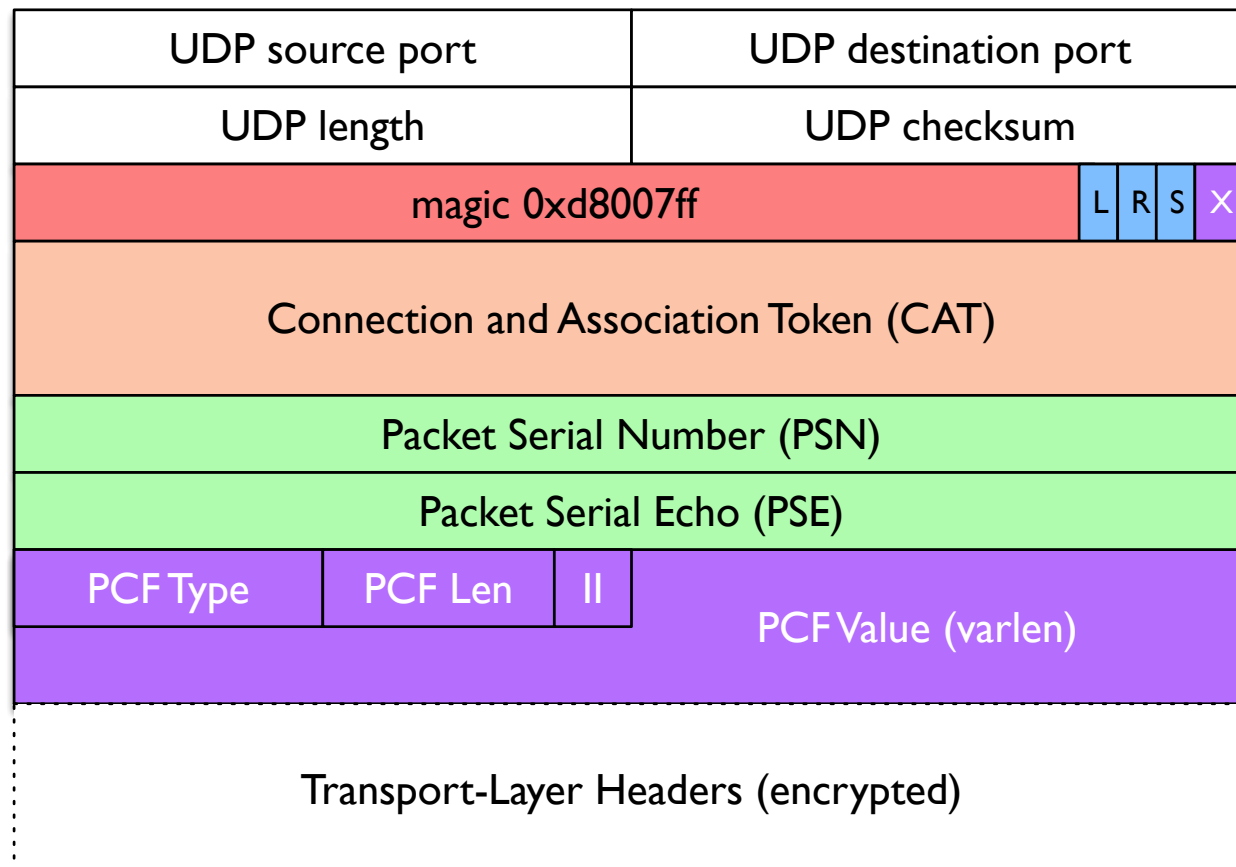 UDP source port UDP destination port
UDP length UDP checksum
magic 0xd8007ff L R S X
Connection and Association Token (CAT)
Packet Serial Number (PSN)
Packet Serial Echo (PSE)
PCF Type PCF Len II
PCF Value (varlen)
Transport-Layer Headers (encrypted)